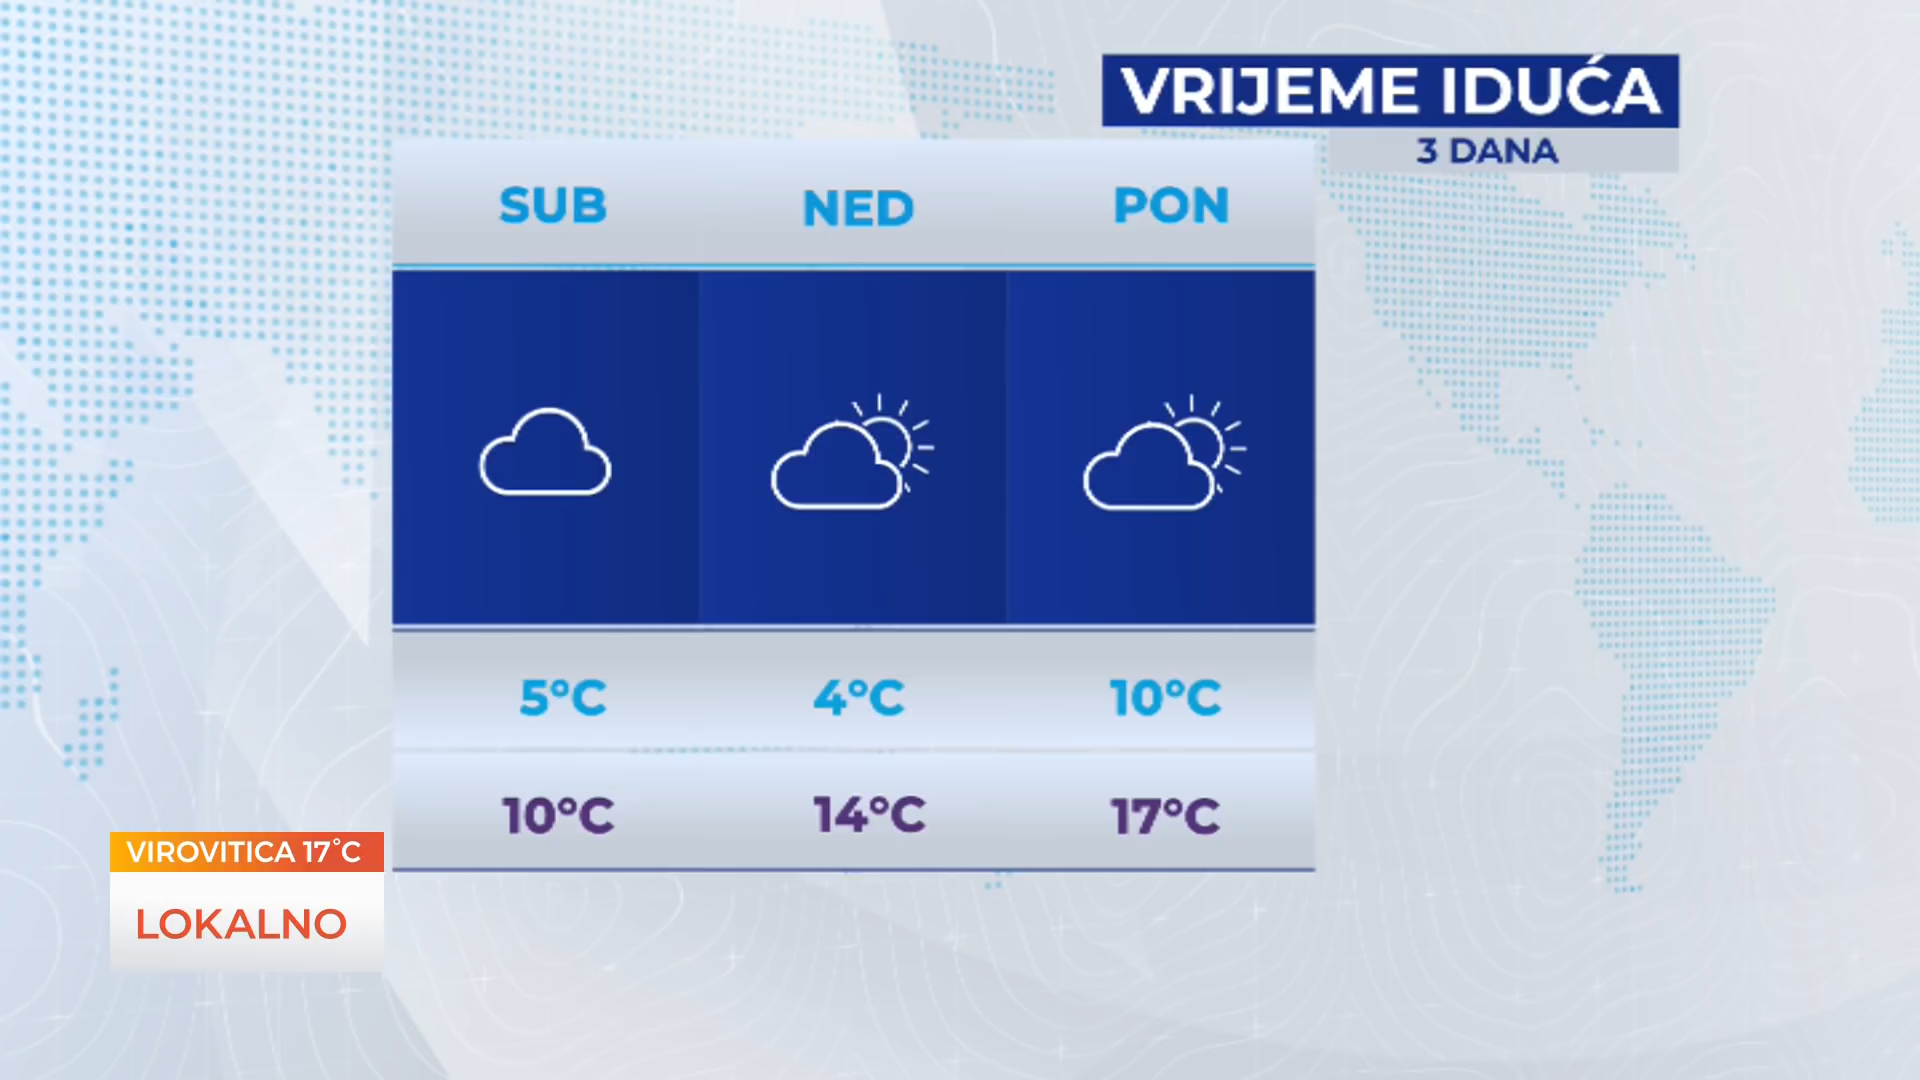 VRIJEME IDUĆA
3 DANA
SUB NED PON
5°C 4°C 10°C
10°C 14°C 17°C
VIROVITICA 17°C
LOKALNO